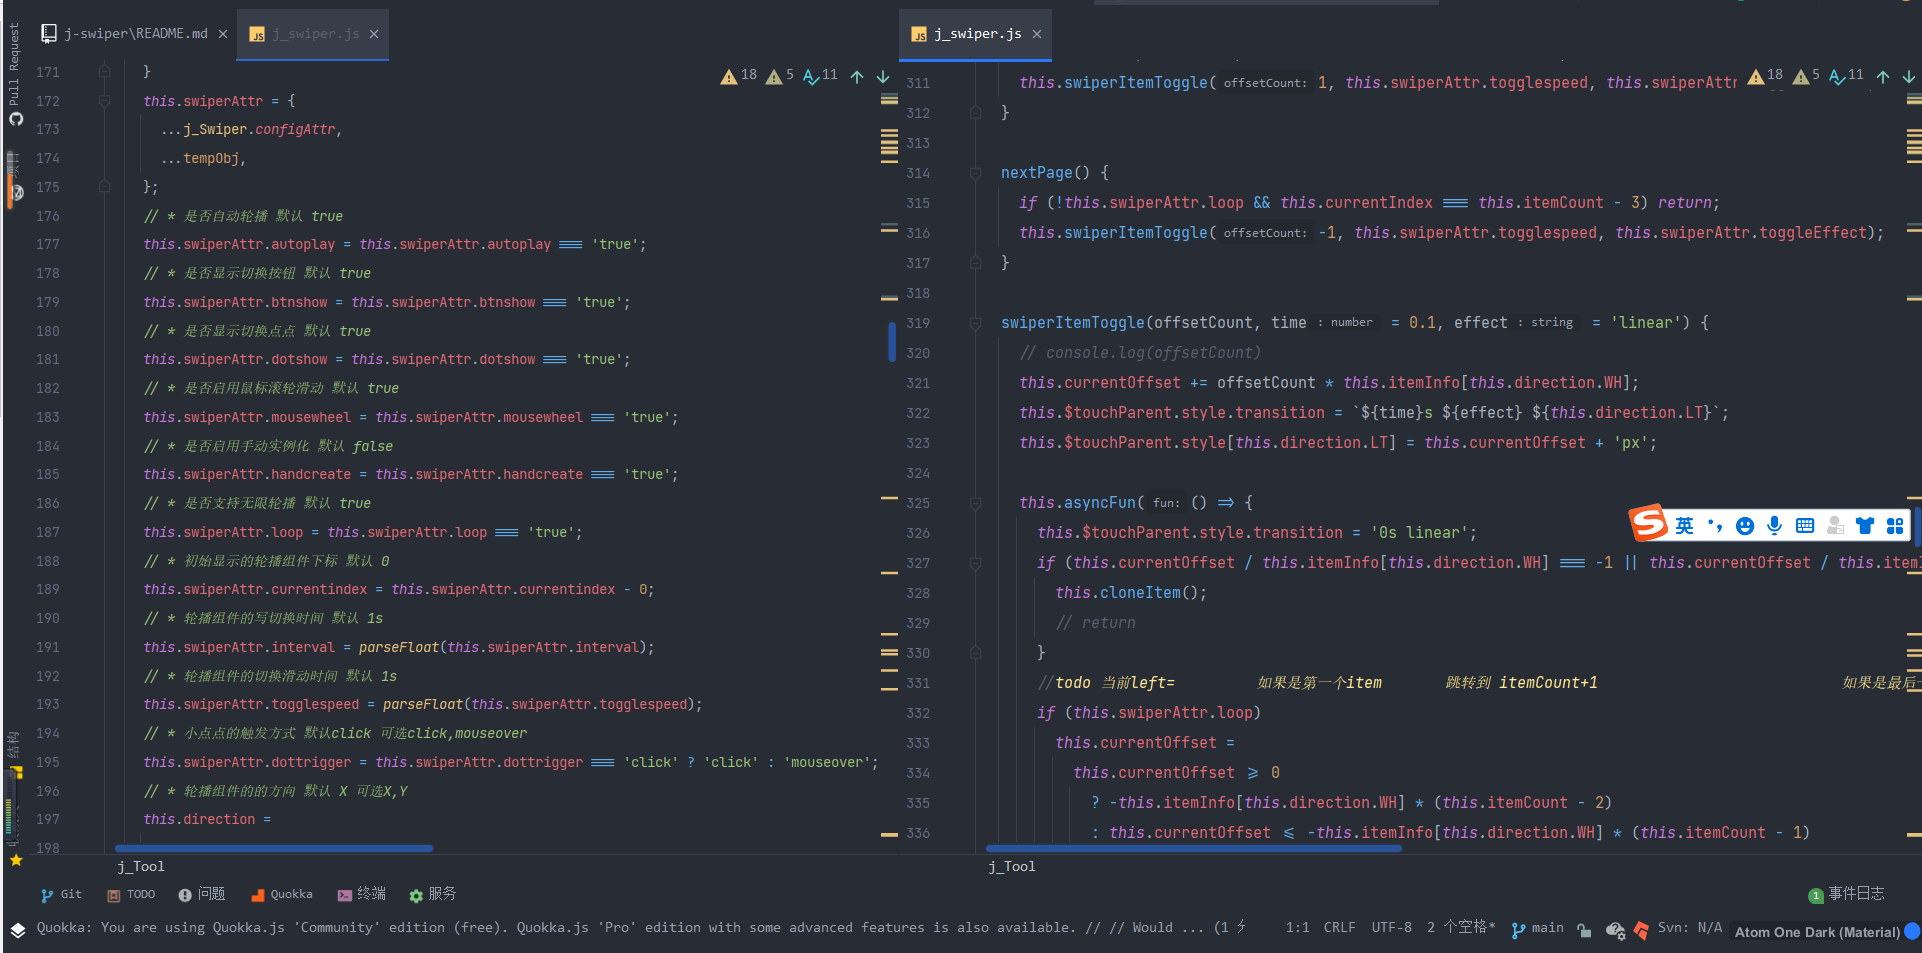 j-swiper\README.md
j_swiper.js
j_swiper.js
Pull Request
18 5 11
171 }
172 this.swiperAttr = {
173 ...j_Swiper.configAttr,
174 ...tempObj,
175 };
176 // * 是否自动轮播 默认 true
177 this.swiperAttr.autoplay = this.swiperAttr.autoplay === 'true';
178 // * 是否显示切换按钮 默认 true
179 this.swiperAttr.btnshow = this.swiperAttr.btnshow === 'true';
180 // * 是否显示切换点点 默认 true
181 this.swiperAttr.dotshow = this.swiperAttr.dotshow === 'true';
182 // * 是否启用鼠标滚轮滑动 默认 true
183 this.swiperAttr.mousewheel = this.swiperAttr.mousewheel === 'true';
184 // * 是否启用手动实例化 默认 false
185 this.swiperAttr.handcreate = this.swiperAttr.handcreate === 'true';
186 // * 是否支持无限轮播 默认 true
187 this.swiperAttr.loop = this.swiperAttr.loop === 'true';
188 // * 初始显示的轮播组件下标 默认 0
189 this.swiperAttr.currentindex = this.swiperAttr.currentindex - 0;
190 // * 轮播组件的写切换时间 默认 1s
191 this.swiperAttr.interval = parseFloat(this.swiperAttr.interval);
192 // * 轮播组件的切换滑动时间 默认 1s
193 this.swiperAttr.togglespeed = parseFloat(this.swiperAttr.togglespeed);
194 // * 小点点的触发方式 默认click 可选click,mouseover
195 this.swiperAttr.dottrigger = this.swiperAttr.dottrigger === 'click' ? 'click' : 'mouseover';
196 // * 轮播组件的的方向 默认 X 可选X,Y
197 this.direction =
198
j_Tool
18 5 11
311 this.swiperItemToggle( offsetCount: 1, this.swiperAttr.togglespeed, this.swiperAttr
312 }
313
314 nextPage() {
315 if (!this.swiperAttr.loop && this.currentIndex === this.itemCount - 3) return;
316 this.swiperItemToggle( offsetCount: -1, this.swiperAttr.togglespeed, this.swiperAttr.toggleEffect);
317 }
318
319 swiperItemToggle(offsetCount, time : number = 0.1, effect : string = 'linear') {
320 // console.log(offsetCount)
321 this.currentOffset += offsetCount * this.itemInfo[this.direction.WH];
322 this.$touchParent.style.transition = `${time}s ${effect} ${this.direction.LT}`;
323 this.$touchParent.style[this.direction.LT] = this.currentOffset + 'px';
324
325 this.asyncFun( fun: () => {
326 this.$touchParent.style.transition = '0s linear';
327 if (this.currentOffset / this.itemInfo[this.direction.WH] === -1 || this.currentOffset / this.item
328 this.cloneItem();
329 // return
330 }
331 //todo 当前left= 如果是第一个item 跳转到 itemCount+1 如果是最后
332 if (this.swiperAttr.loop)
333 this.currentOffset =
334 this.currentOffset >= 0
335 ? -this.itemInfo[this.direction.WH] * (this.itemCount - 2)
336 : this.currentOffset <= -this.itemInfo[this.direction.WH] * (this.itemCount - 1)
j_Tool
英
结构
Git TODO 问题 Quokka 终端 服务
1 事件日志
Quokka: You are using Quokka.js 'Community' edition (free). Quokka.js 'Pro' edition with some advanced features is also available. // // Would ... (1
1:1 CRLF UTF-8 2 个空格* main Svn: N/A Atom One Dark (Material)